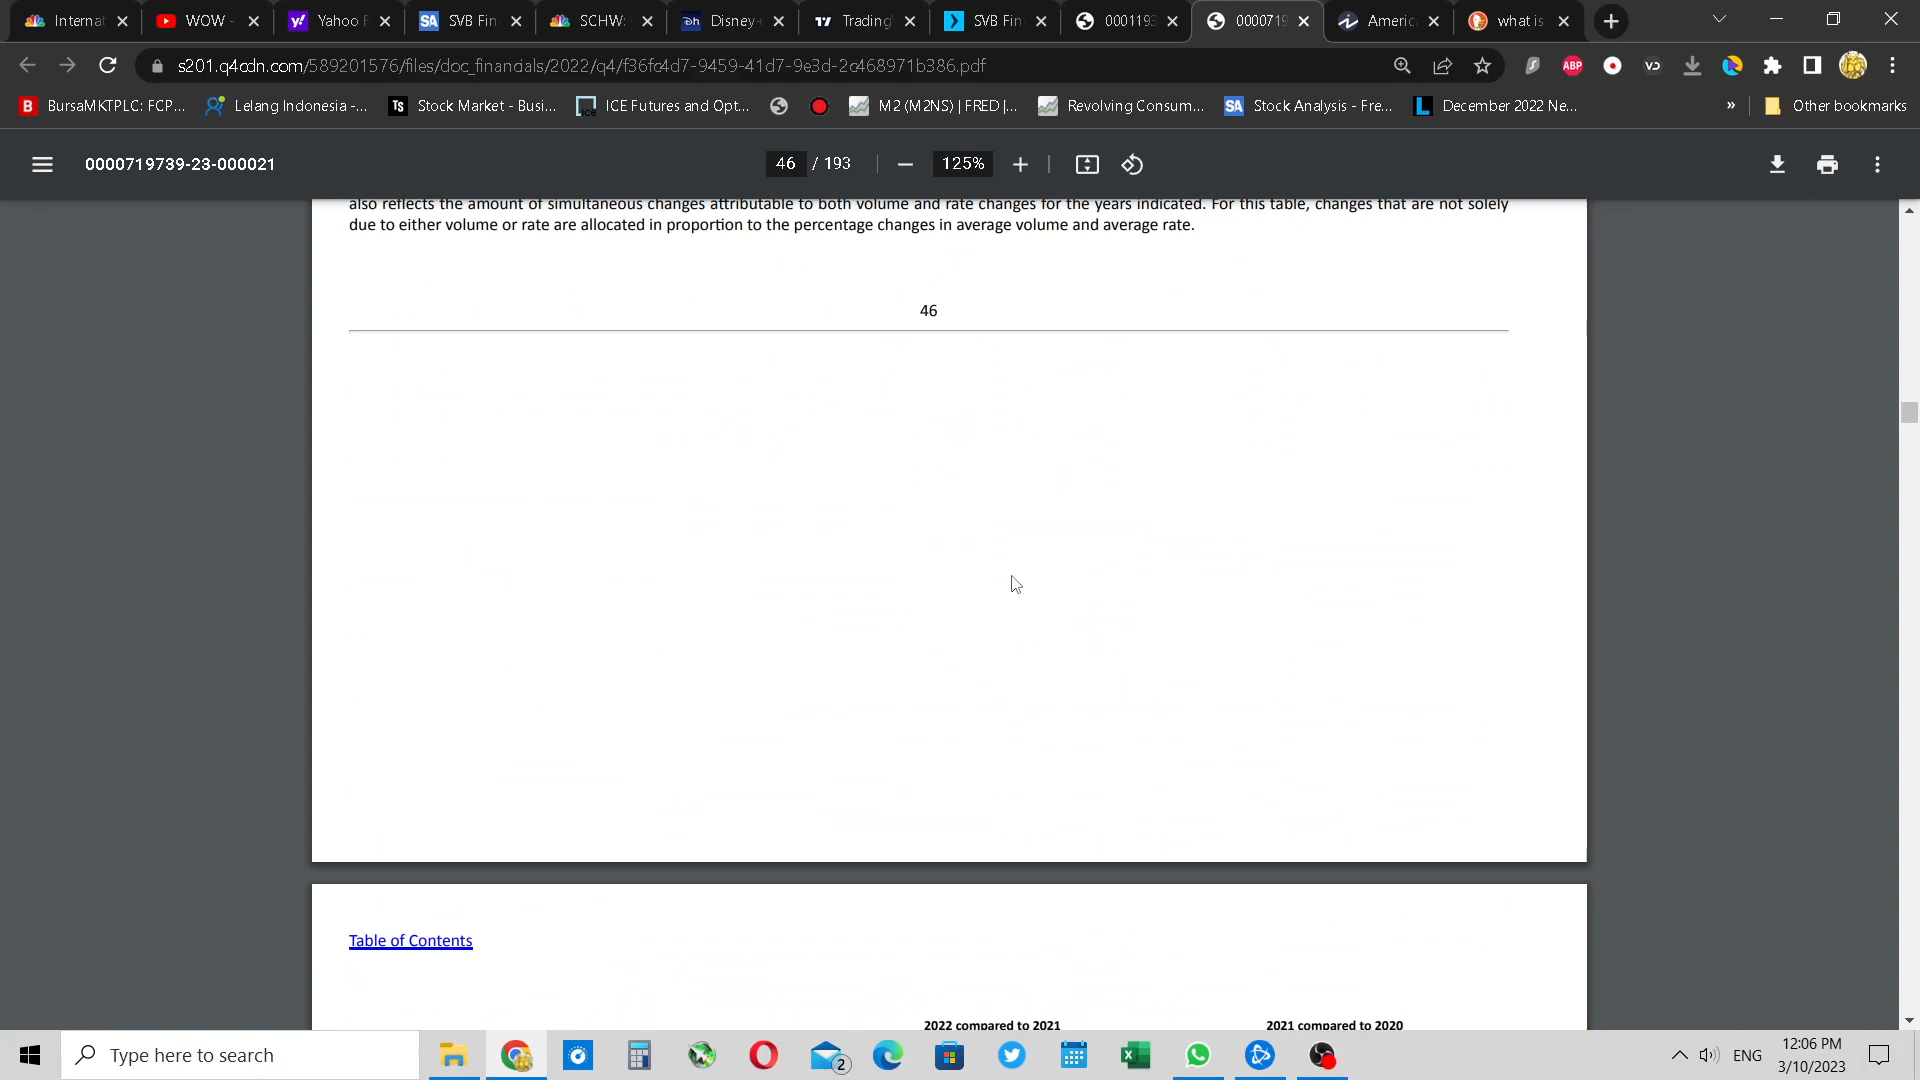 Internat
WOW -
Yahoo F
SVB Fin
SCHW:
Disney+
Trading
SVB Fin
0001193
0000719
Americ
what is
s201.q4cdn.com/589201576/files/doc_financials/2022/q4/f36fc4d7-9459-41d7-9e3d-2c468971b386.pdf
ABP
BursaMKTPLC: FCP...
Lelang Indonesia -...
TS Stock Market - Busi...
ICE Futures and Opt...
M2 (M2NS) | FRED |...
Revolving Consum...
SA Stock Analysis - Fre...
L December 2022 Ne...
»
Other bookmarks
0000719739-23-000021
46 / 193
125%
also reflects the amount of simultaneous changes attributable to both volume and rate changes for the years indicated. For this table, changes that are not solely
due to either volume or rate are allocated in proportion to the percentage changes in average volume and average rate.
46
Table of Contents
2022 compared to 2021
2021 compared to 2020
Type here to search
2
ENG
12:06 PM
3/10/2023